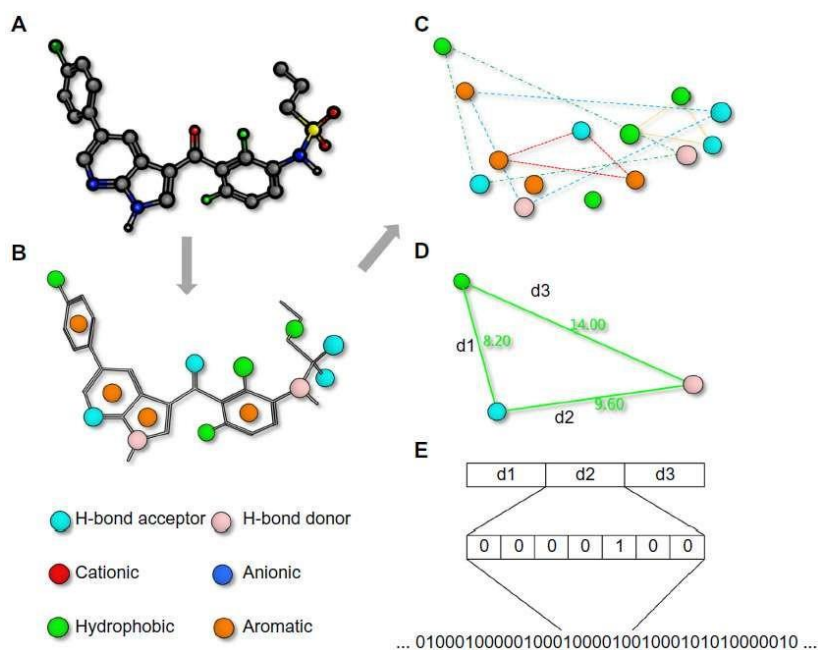 A
C
B
D
d3
14.00
d1
8.20
9.60
d2
E
d1 d2 d3
0 0 0 0 1 0 0
H-bond acceptor H-bond donor
Cationic Anionic
Hydrophobic Aromatic
... 010001000001000100001001000101010000010 ...